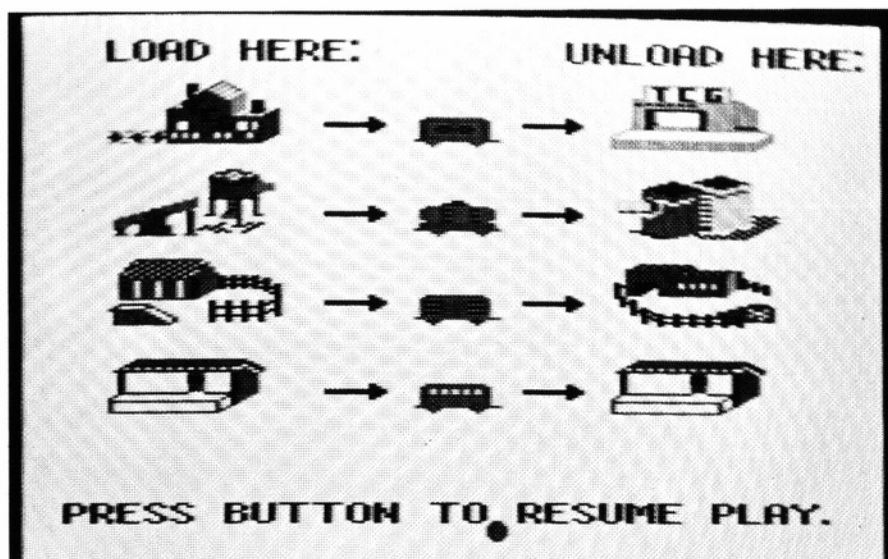 LOAD HERE:
UNLOAD HERE:
TCG
PRESS BUTTON TO RESUME PLAY.